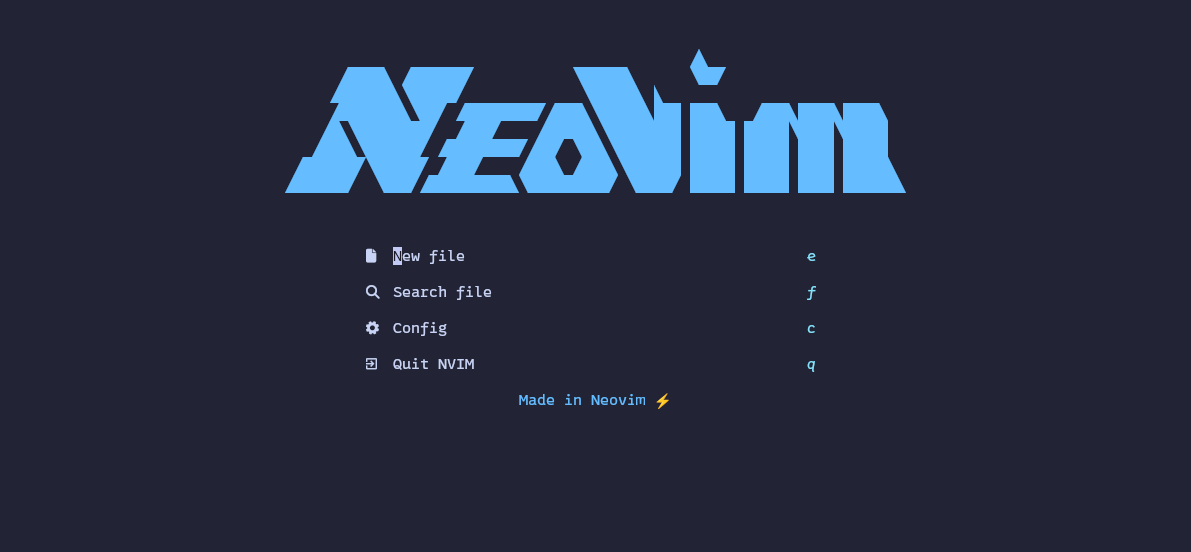 Neovim
New file e
Search file f
Config c
Quit NVIM q
Made in Neovim ⚡